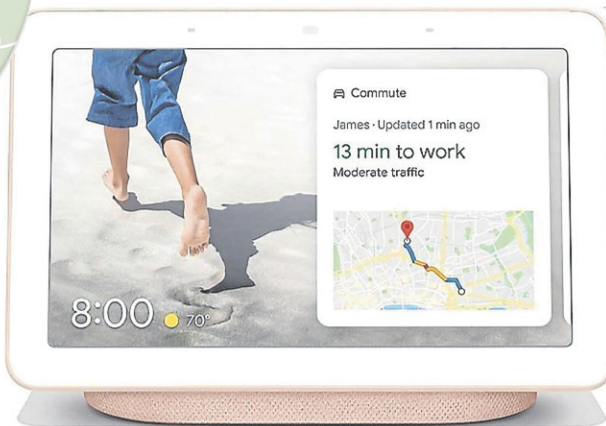 Commute
James · Updated 1 min ago
13 min to work
Moderate traffic
8:00 70°